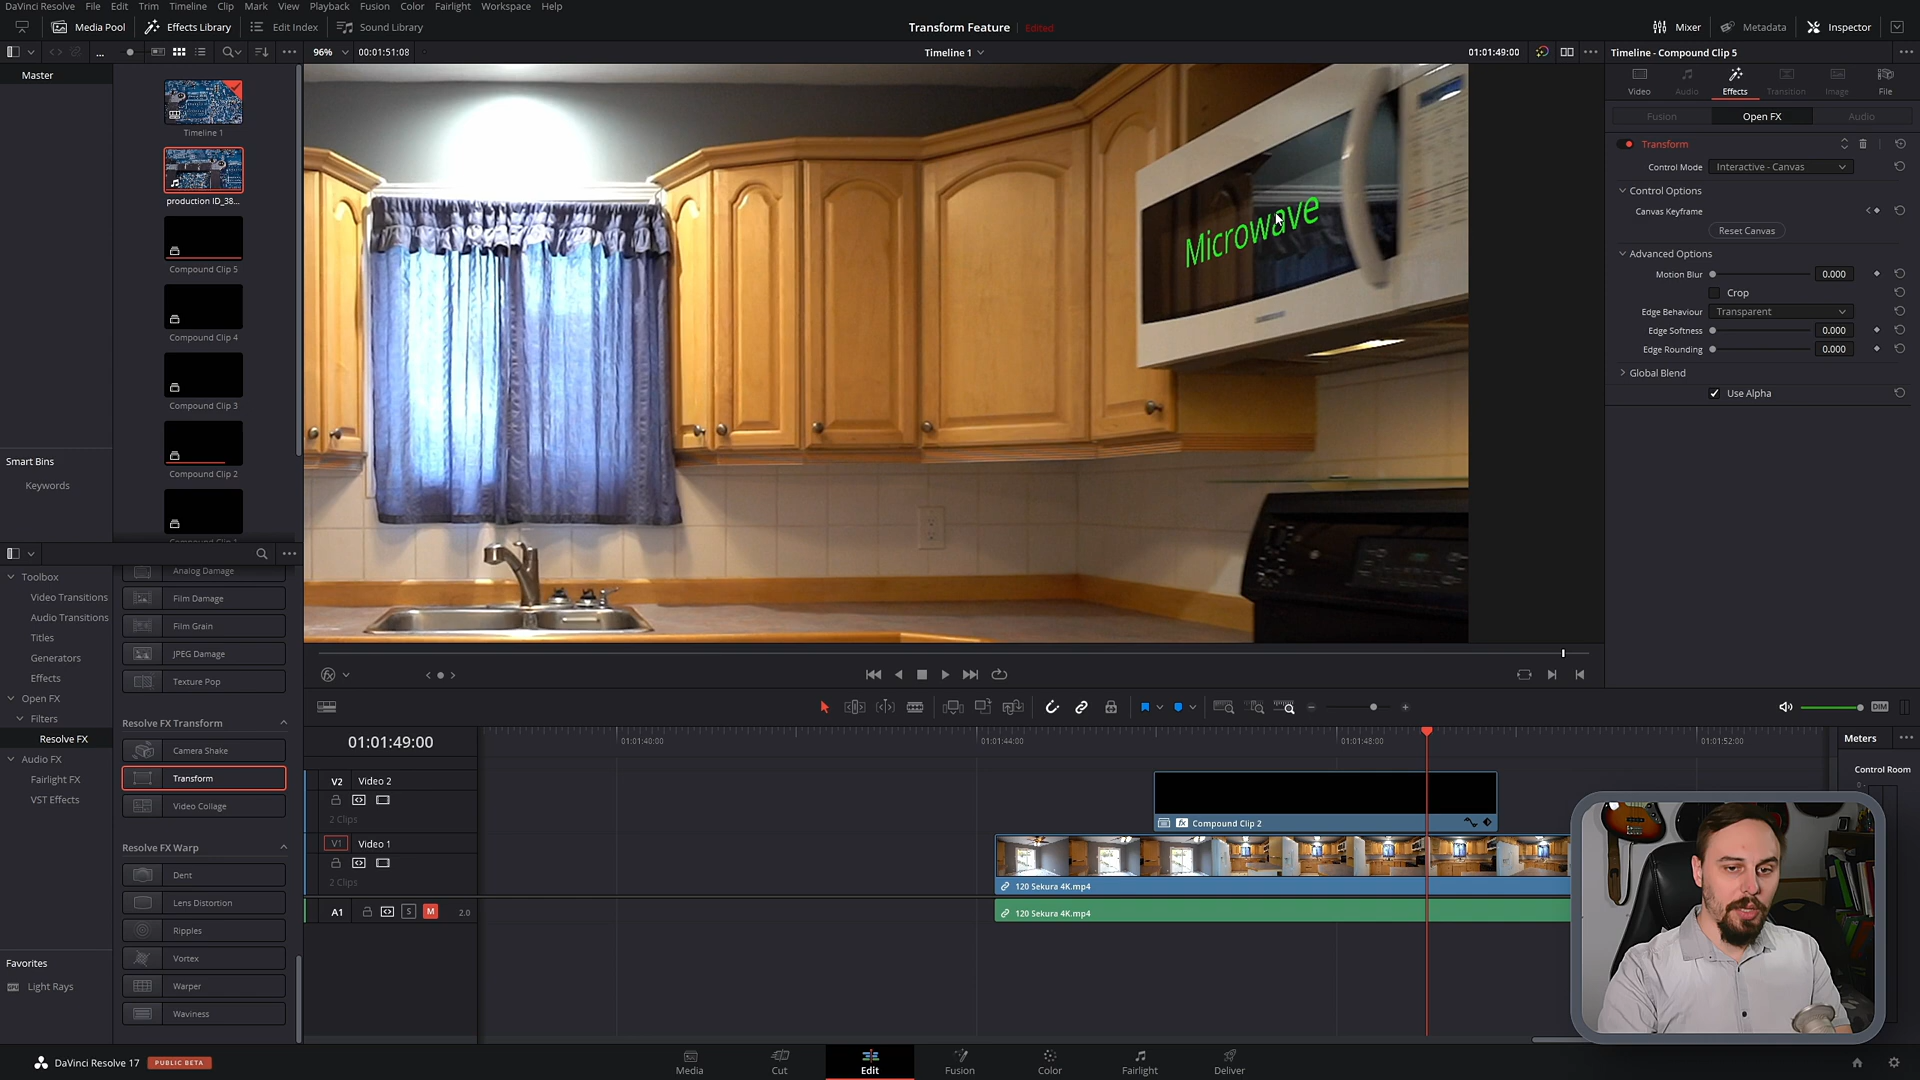 DaVinci Resolve File Edit Trim Timeline Clip Mark View Playback Fusion Color Fairlight Workspace Help
Media Pool Effects Library Edit Index Sound Library Transform Feature Edited Mixer Metadata Inspector
96% 00:01:51:08 Timeline 1 01:01:49:00 Timeline - Compound Clip 5
Master
Timeline 1
production ID_38...
Compound Clip 5
Compound Clip 4
Compound Clip 3
Compound Clip 2
Smart Bins
Keywords
Microwave
Video Audio Effects Transition Image File
Fusion Open FX Audio
Transform
Control Mode Interactive - Canvas
Control Options
Canvas Keyframe
Reset Canvas
Advanced Options
Motion Blur 0.000
Crop
Edge Behaviour Transparent
Edge Softness 0.000
Edge Rounding 0.000
Global Blend
Use Alpha
Toolbox
Video Transitions
Audio Transitions
Titles
Generators
Effects
Open FX
Filters
Resolve FX
Audio FX
Fairlight FX
VST Effects
Favorites
Light Rays
Analog Damage
Film Damage
Film Grain
JPEG Damage
Texture Pop
Resolve FX Transform
Camera Shake
Transform
Video Collage
Resolve FX Warp
Dent
Lens Distortion
Ripples
Vortex
Warper
Waviness
DIM
01:01:49:00 01:01:40:00 01:01:44:00 01:01:48:00 01:01:52:00
V2 Video 2
2 Clips
Compound Clip 2
V1 Video 1
2 Clips
120 Sekura 4K.mp4
A1 S M 2.0
120 Sekura 4K.mp4
Meters
Control Room
DaVinci Resolve 17 PUBLIC BETA
Media Cut Edit Fusion Color Fairlight Deliver